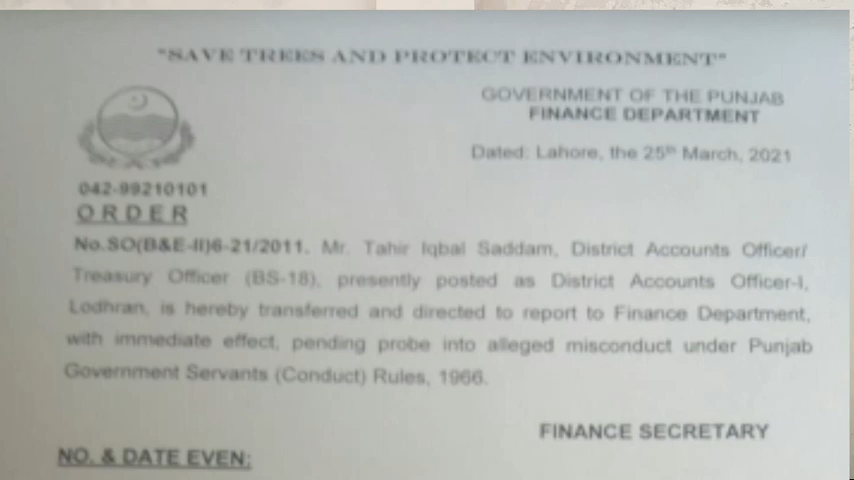 "SAVE TREES AND PROTECT ENVIRONMENT"
GOVERNMENT OF THE PUNJAB
FINANCE DEPARTMENT
Dated: Lahore, the 25th March, 2021
042-99210101
ORDER
No.SO(B&E-II)6-21/2011. Mr. Tahir Iqbal Saddam, District Accounts Officer/
Treasury Officer (BS-18), presently posted as District Accounts Officer-I,
Lodhran, is hereby transferred and directed to report to Finance Department,
with immediate effect, pending probe into alleged misconduct under Punjab
Government Servants (Conduct) Rules, 1966.
FINANCE SECRETARY
NO. & DATE EVEN: